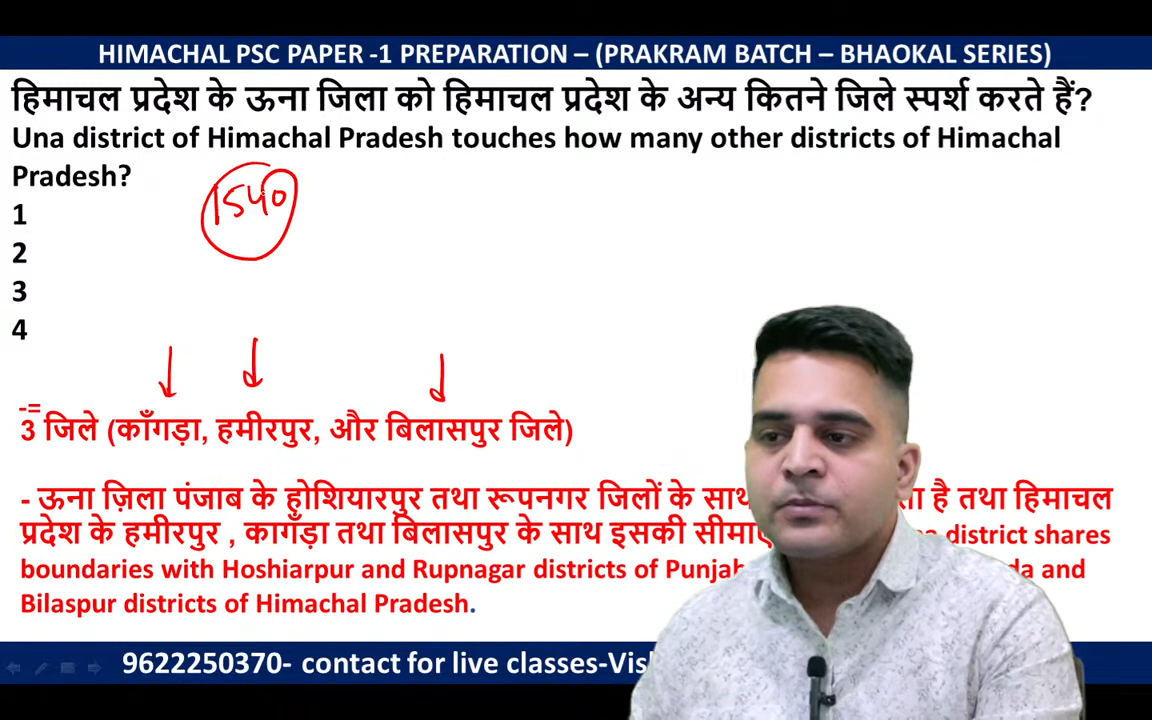 HIMACHAL PSC PAPER -1 PREPARATION – (PRAKRAM BATCH – BHAOKAL SERIES)
हिमाचल प्रदेश के ऊना जिला को हिमाचल प्रदेश के अन्य कितने जिले स्पर्श करते हैं?
Una district of Himachal Pradesh touches how many other districts of Himachal
Pradesh?
1540
1
2
3
4
-=
3 जिले (काँगड़ा, हमीरपुर, और बिलासपुर जिले)
- ऊना ज़िला पंजाब के होशियारपुर तथा रूपनगर जिलों के साथ है तथा हिमाचल
प्रदेश के हमीरपुर , कागँड़ा तथा बिलासपुर के साथ इसकी district shares
boundaries with Hoshiarpur and Rupnagar districts of and
Bilaspur districts of Himachal Pradesh.
9622250370- contact for live classes-